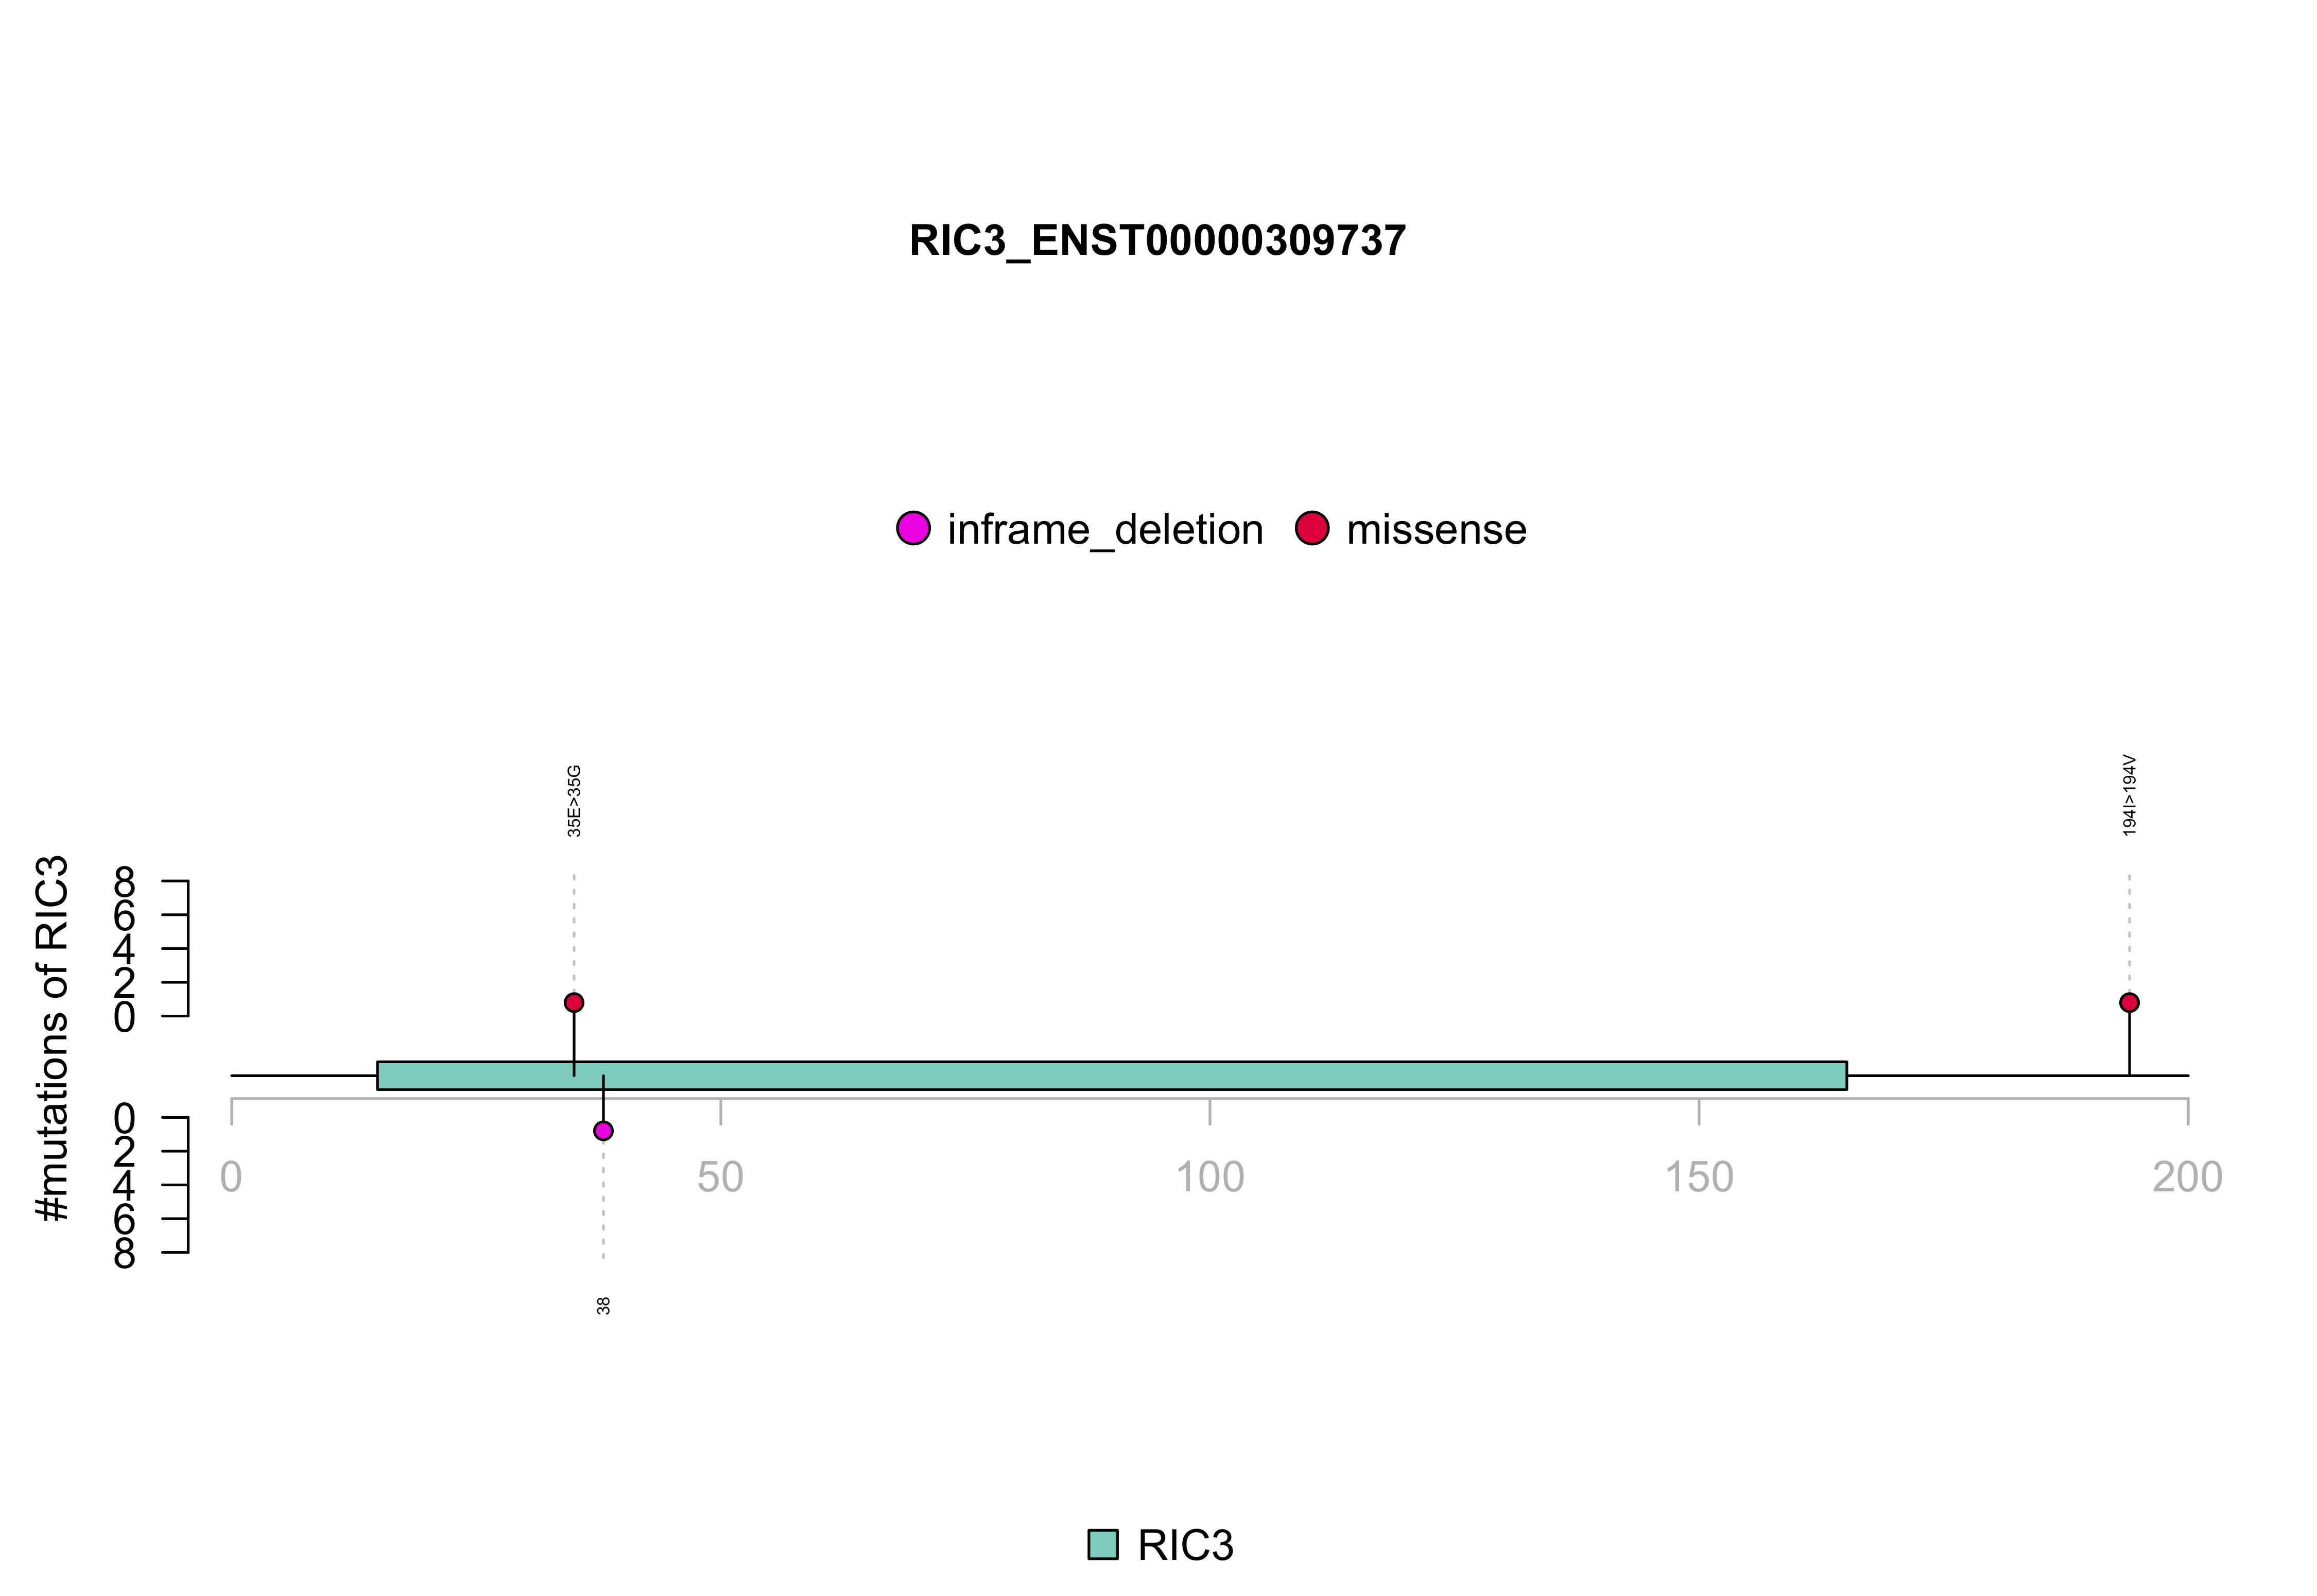 RIC3_ENST00000309737
inframe_deletion missense
35E>35G
194I>194V
#mutations of RIC3
8
6
4
2
0
0
2
4
6
8
0 50 100 150 200
38
RIC3